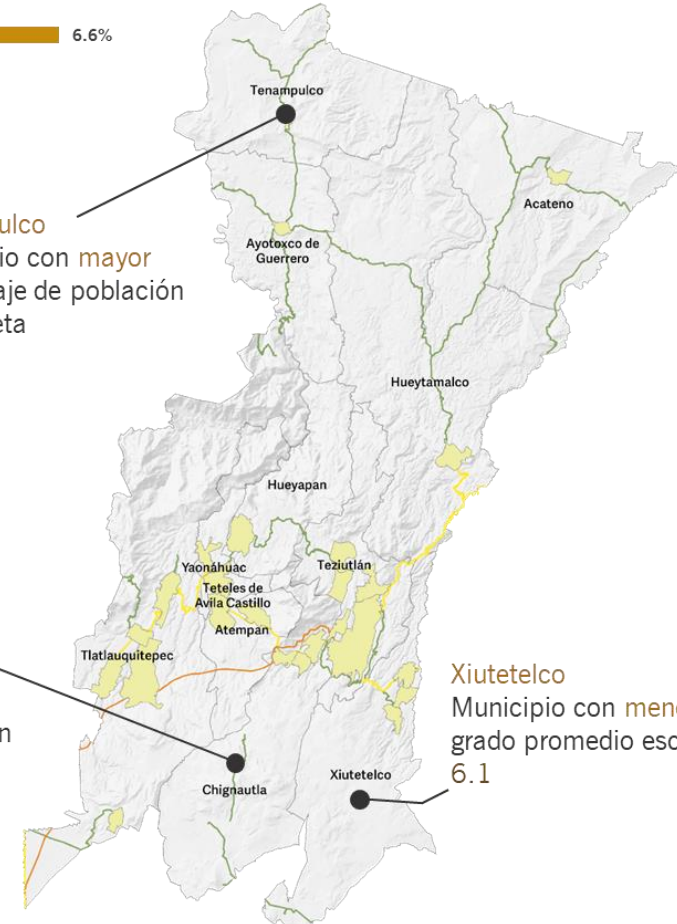 6.6%
Tenampulco
ulco
io con mayor
aje de población
eta
Acateno
Ayotoxco de
Guerrero
Hueytamalco
Hueyapan
Yaonáhuac
Teziutlán
Teteles de
Avila Castillo
Atempan
Tlatlauquitepec
Xiutetelco
Municipio con meno
grado promedio esc
6.1
n
Chignautla
Xiutetelco